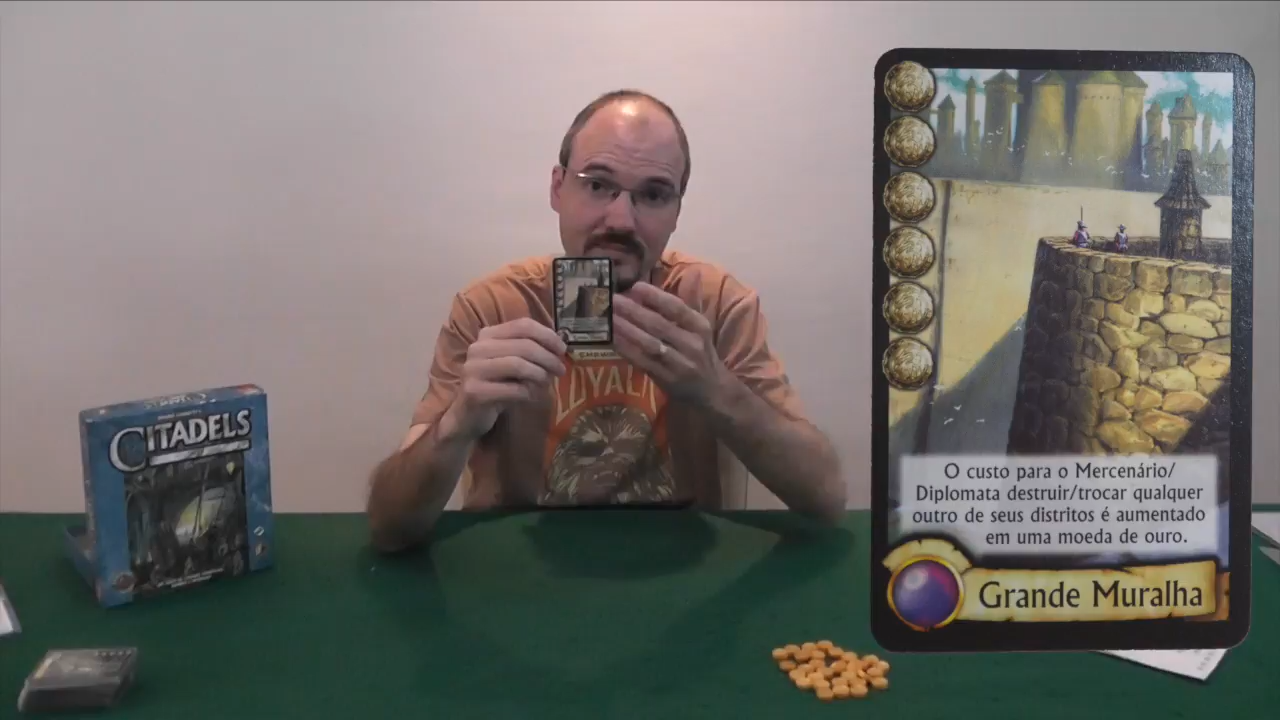 CITADELS
LOYAL
O custo para o Mercenário/
Diplomata destruir/trocar qualquer
outro de seus distritos é aumentado
em uma moeda de ouro.
Grande Muralha